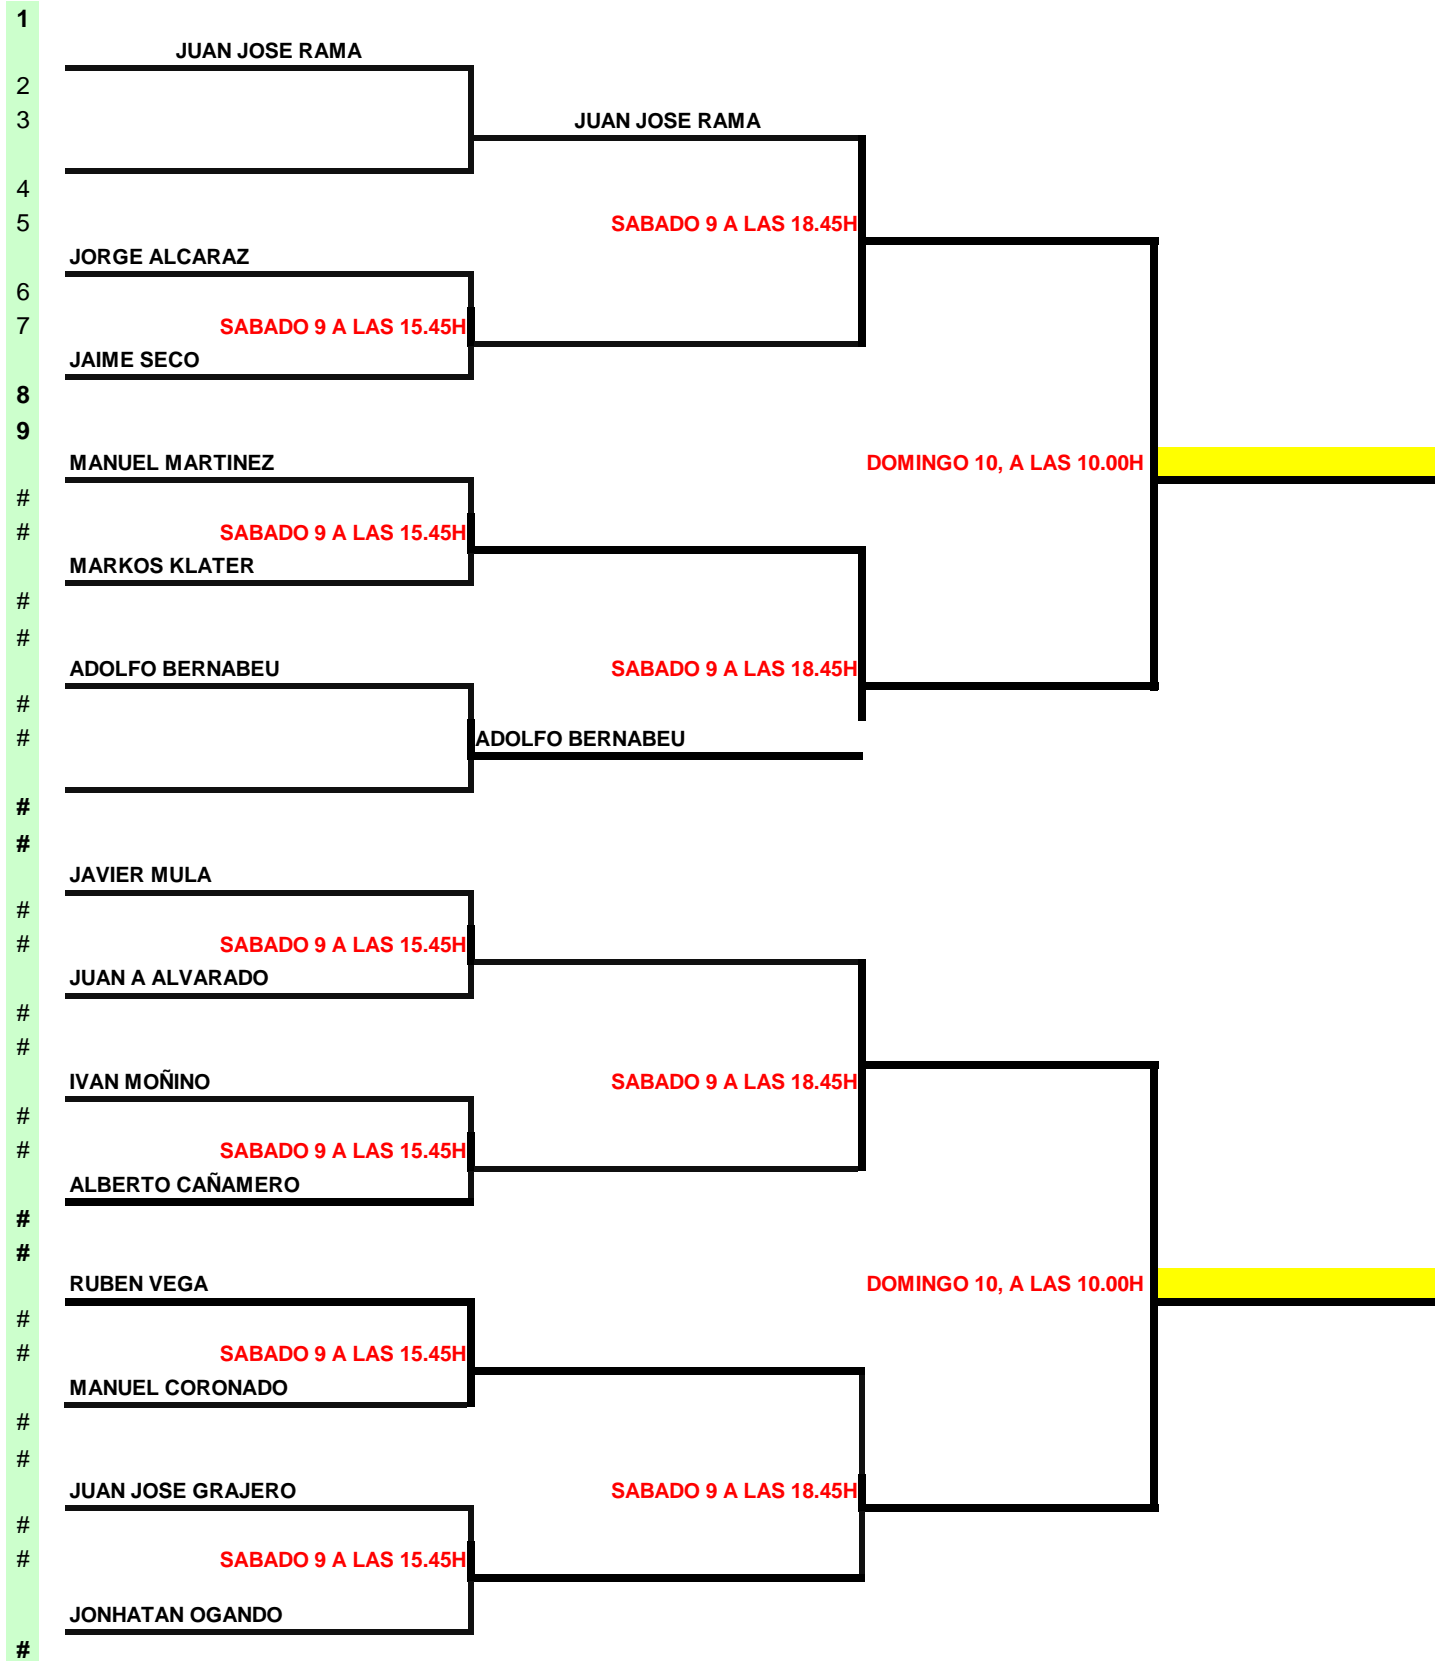 1
JUAN JOSE RAMA
2
3
JUAN JOSE RAMA
4
5
SABADO 9 A LAS 18.45H
JORGE ALCARAZ
6
7
SABADO 9 A LAS 15.45H
JAIME SECO
8
9
MANUEL MARTINEZ
DOMINGO 10, A LAS 10.00H
#
#
SABADO 9 A LAS 15.45H
MARKOS KLATER
#
#
ADOLFO BERNABEU
SABADO 9 A LAS 18.45H
#
#
ADOLFO BERNABEU
#
#
JAVIER MULA
#
#
SABADO 9 A LAS 15.45H
JUAN A ALVARADO
#
#
IVAN MOÑINO
SABADO 9 A LAS 18.45H
#
#
SABADO 9 A LAS 15.45H
ALBERTO CAÑAMERO
#
#
RUBEN VEGA
DOMINGO 10, A LAS 10.00H
#
#
SABADO 9 A LAS 15.45H
MANUEL CORONADO
#
#
JUAN JOSE GRAJERO
SABADO 9 A LAS 18.45H
#
#
SABADO 9 A LAS 15.45H
JONHATAN OGANDO
#